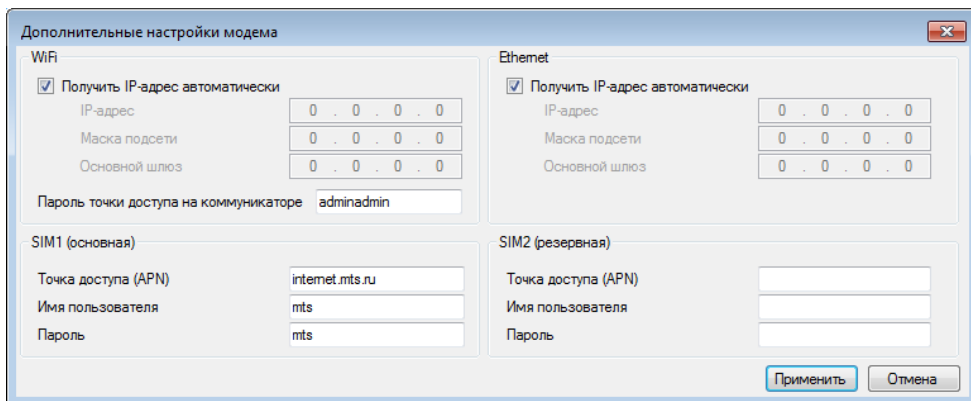 Дополнительные настройки модема
WiFi
Получить IP-адрес автоматически
IP-адрес 0 . 0 . 0 . 0
Маска подсети 0 . 0 . 0 . 0
Основной шлюз 0 . 0 . 0 . 0
Пароль точки доступа на коммуникаторе adminadmin
Ethernet
Получить IP-адрес автоматически
IP-адрес 0 . 0 . 0 . 0
Маска подсети 0 . 0 . 0 . 0
Основной шлюз 0 . 0 . 0 . 0
SIM1 (основная)
Точка доступа (APN) internet.mts.ru
Имя пользователя mts
Пароль mts
SIM2 (резервная)
Точка доступа (APN)
Имя пользователя
Пароль
Применить Отмена